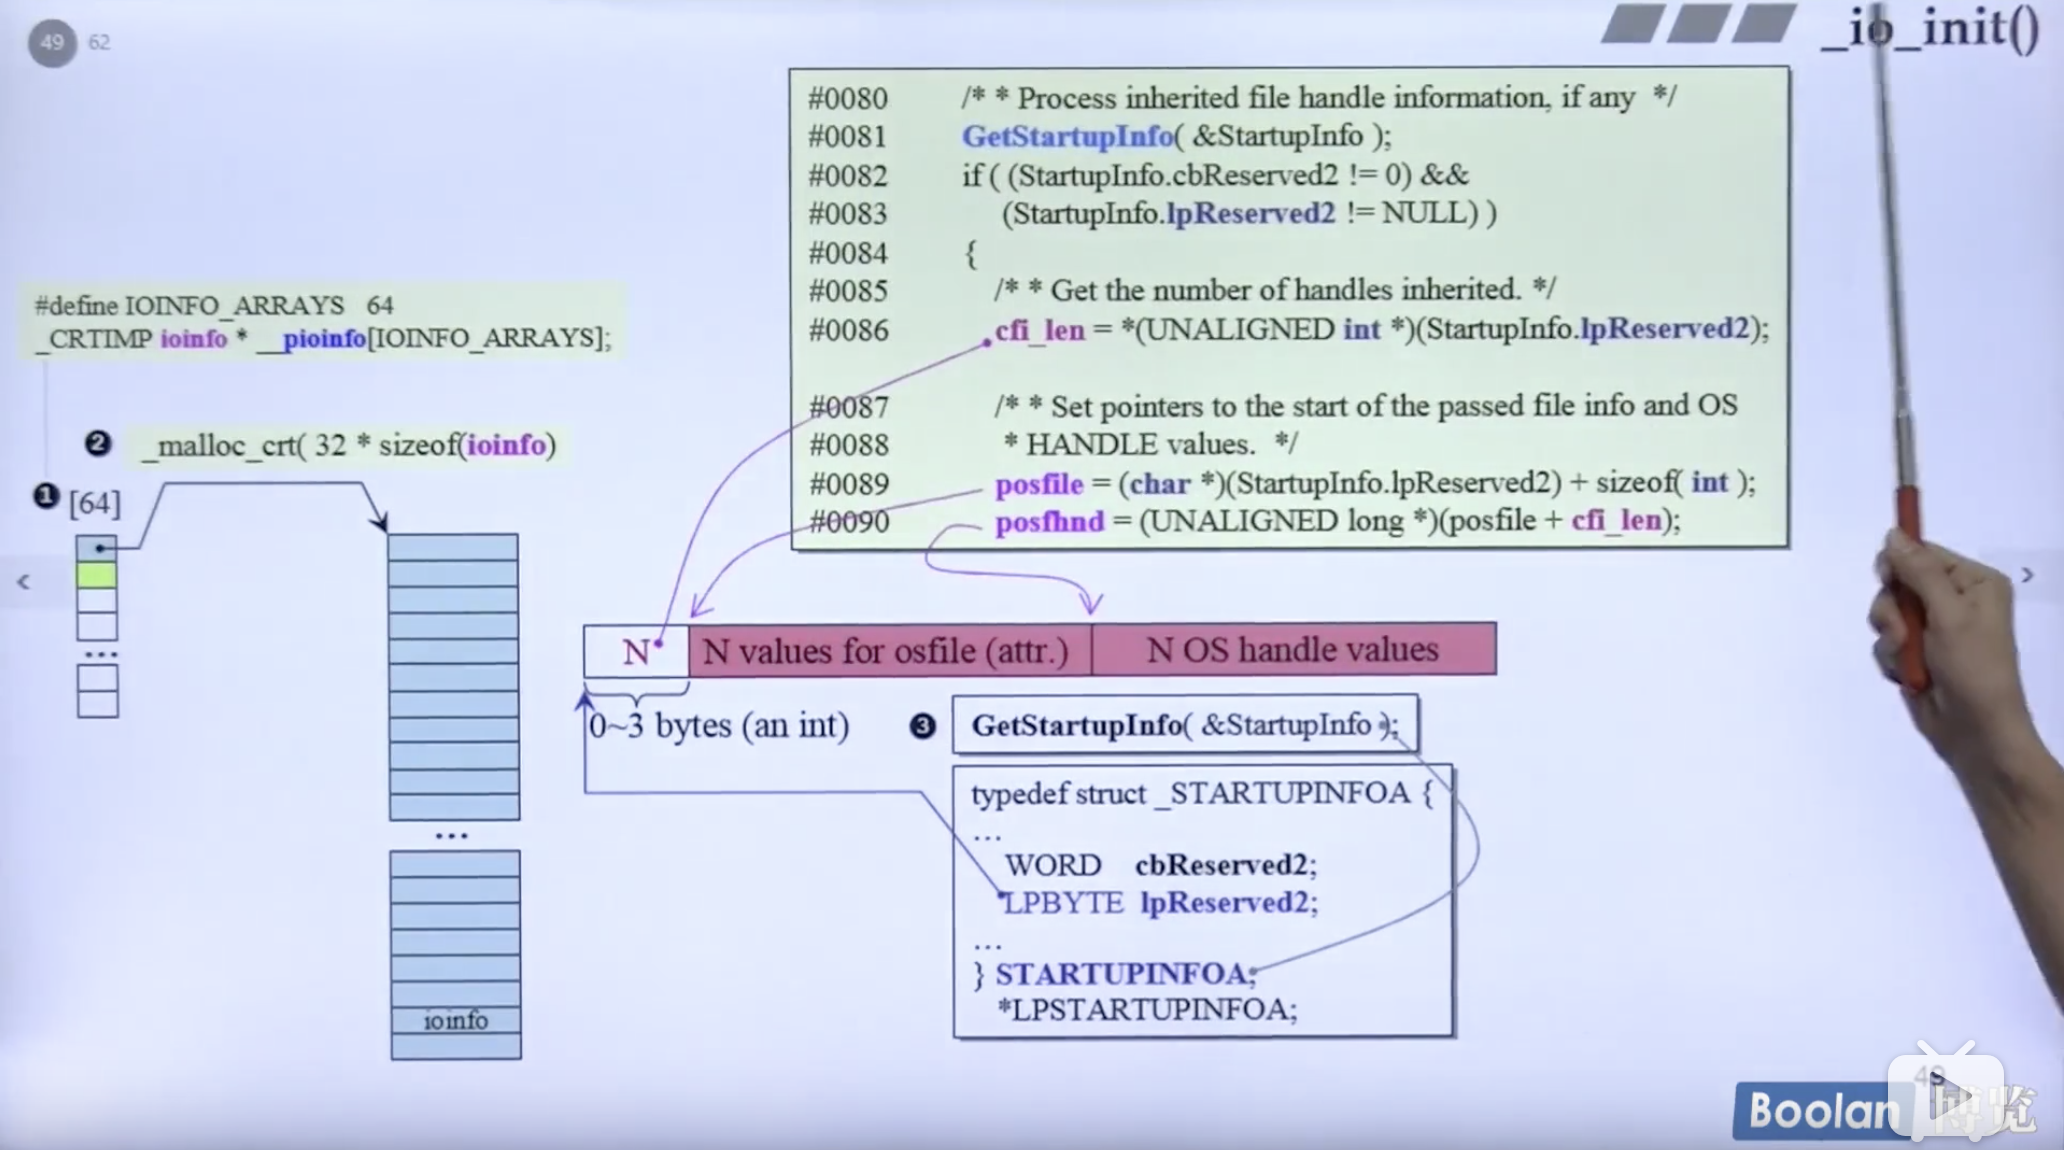 49 62
_io_init()
#0080 /* * Process inherited file handle information, if any */
#0081 GetStartupInfo( &StartupInfo );
#0082 if ( (StartupInfo.cbReserved2 != 0) &&
#0083 (StartupInfo.lpReserved2 != NULL) )
#0084 {
#0085 /* * Get the number of handles inherited. */
#0086 cfi_len = *(UNALIGNED int *)(StartupInfo.lpReserved2);
#0087 /* * Set pointers to the start of the passed file info and OS
#0088 * HANDLE values. */
#0089 posfile = (char *)(StartupInfo.lpReserved2) + sizeof( int );
#0090 posfhnd = (UNALIGNED long *)(posfile + cfi_len);
#define IOINFO_ARRAYS 64
_CRTIMP ioinfo * __pioinfo[IOINFO_ARRAYS];
❷ _malloc_crt( 32 * sizeof(ioinfo)
❶ [64]
...
...
ioinfo
N N values for osfile (attr.) N OS handle values
0~3 bytes (an int)
❸ GetStartupInfo( &StartupInfo );
typedef struct _STARTUPINFOA {
...
WORD cbReserved2;
LPBYTE lpReserved2;
...
} STARTUPINFOA;
*LPSTARTUPINFOA;
49
Boolan 博览